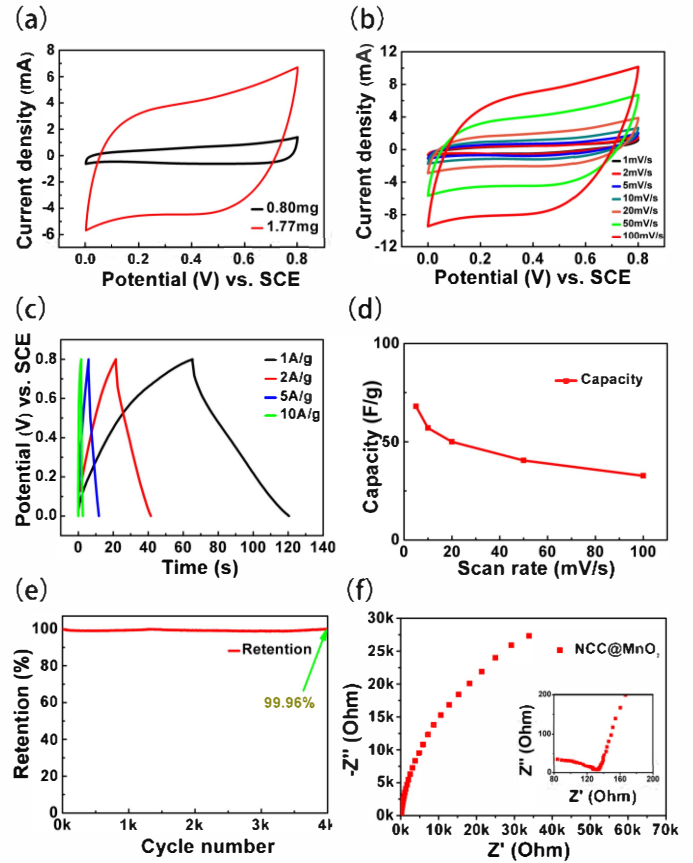 (a)
Current density (mA)
6
4
2
0
-2
-4
-6
8
0.80mg
1.77mg
0.0 0.2 0.4 0.6 0.8
Potential (V) vs. SCE
(b)
Current density (mA)
12
8
4
0
-4
-8
-12
1mV/s
2mV/s
5mV/s
10mV/s
20mV/s
50mV/s
100mV/s
0.0 0.2 0.4 0.6 0.8
Potential (V) vs. SCE
(c)
Potential (V) vs. SCE
1.0
0.8
0.6
0.4
0.2
0.0
1A/g
2A/g
5A/g
10A/g
0 20 40 60 80 100 120 140
Time (s)
(d)
Capacity (F/g)
100
50
0
Capacity
0 20 40 60 80 100
Scan rate (mV/s)
(e)
Retention (%)
100
80
60
40
20
0
Retention
99.96%
0k 1k 2k 3k 4k
Cycle number
(f)
-Z'' (Ohm)
30k
25k
20k
15k
10k
5k
0k
NCC@MnO₂
Z'' (Ohm)
200
100
0
80 120 160 200
Z' (Ohm)
0k 10k 20k 30k 40k 50k 60k 70k
Z' (Ohm)